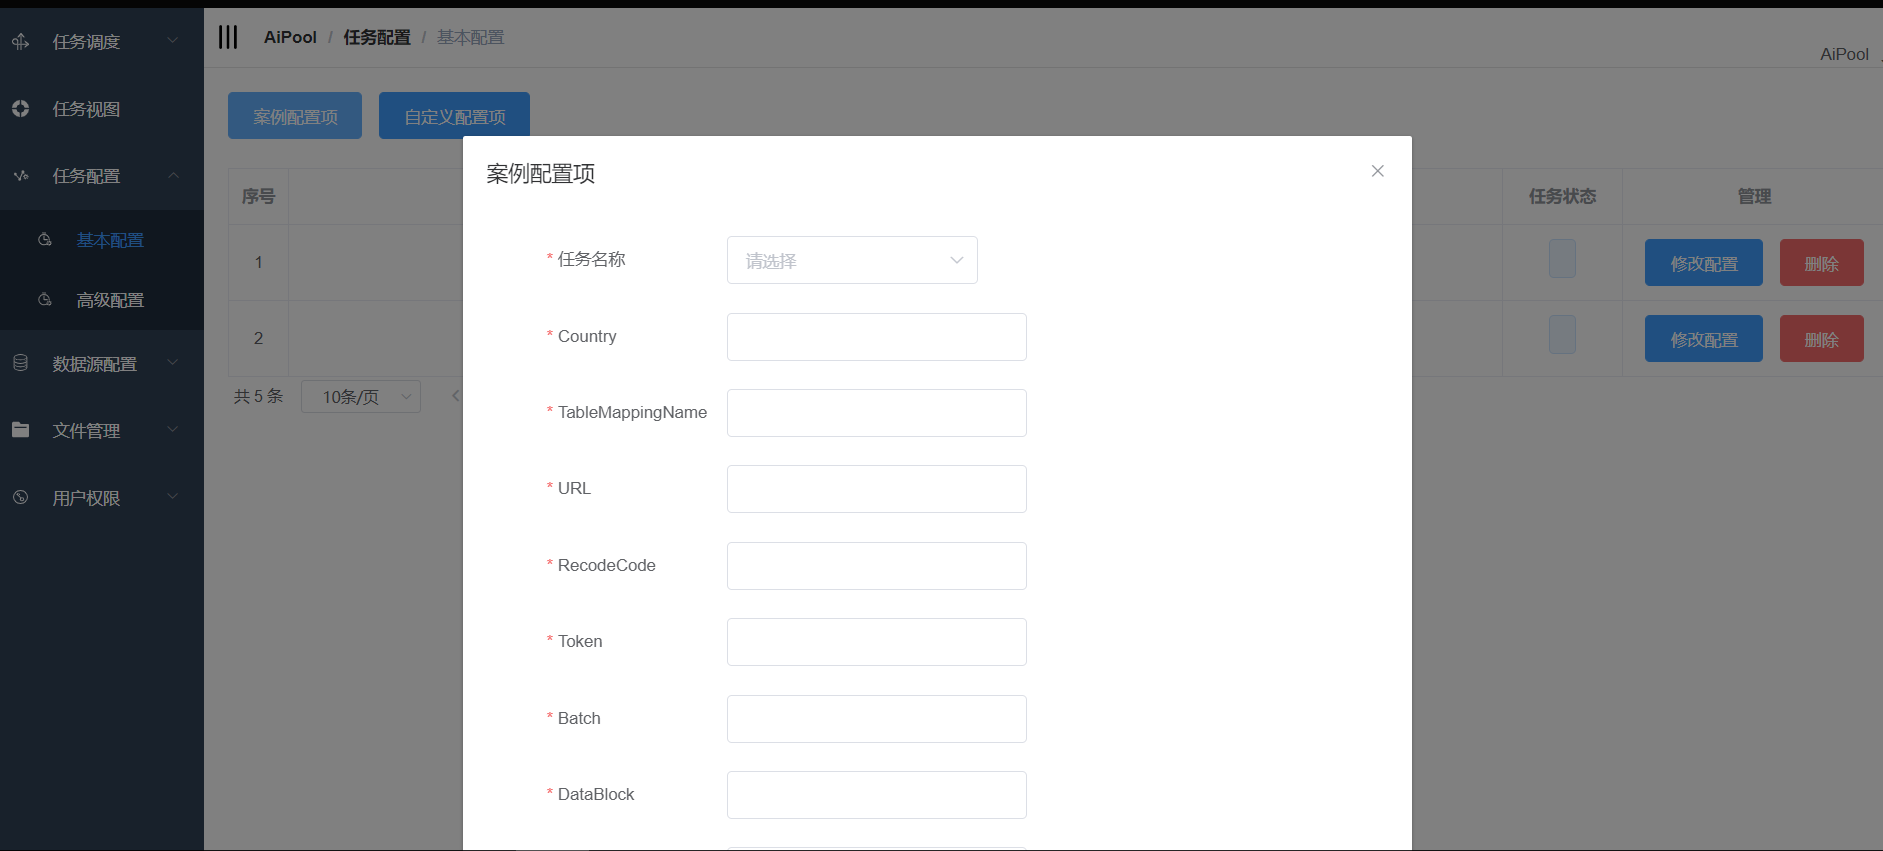 任务调度
任务视图
任务配置
基本配置
高级配置
数据源配置
文件管理
用户权限
AiPool / 任务配置 / 基本配置
AiPool
案例配置项 自定义配置项
序号 任务状态 管理
1 修改配置 删除
2 修改配置 删除
共 5 条 10条/页
案例配置项
* 任务名称 请选择
* Country
* TableMappingName
* URL
* RecodeCode
* Token
* Batch
* DataBlock